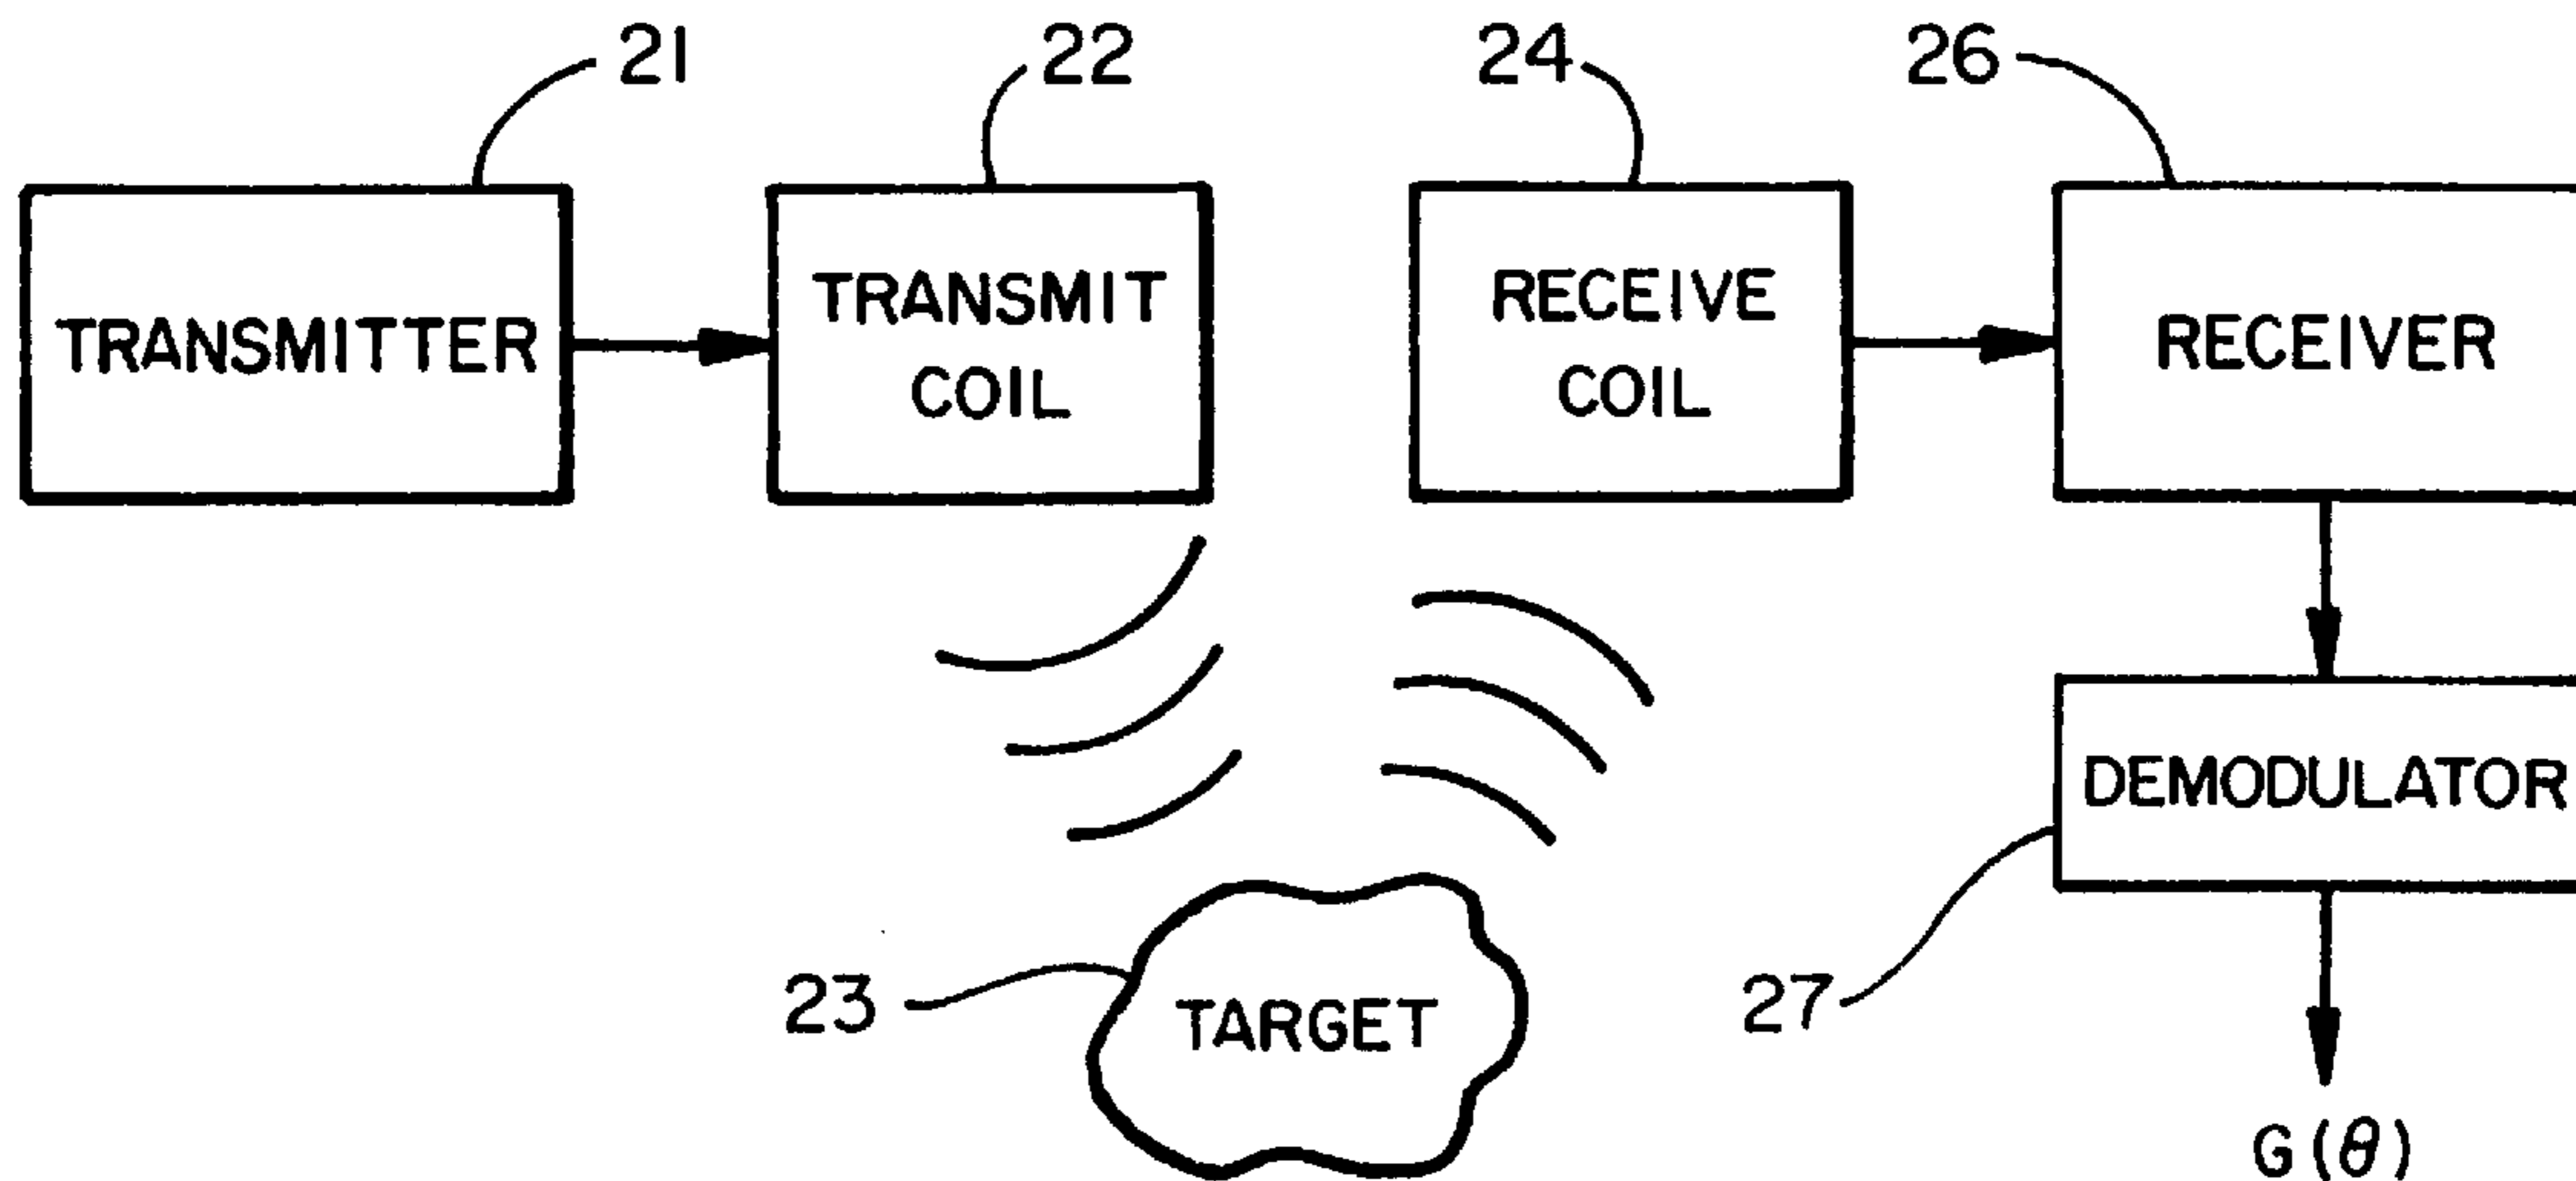 21
22
24
26
TRANSMITTER
TRANSMIT
COIL
RECEIVE
COIL
RECEIVER
DEMODULATOR
23
TARGET
27
G(θ)